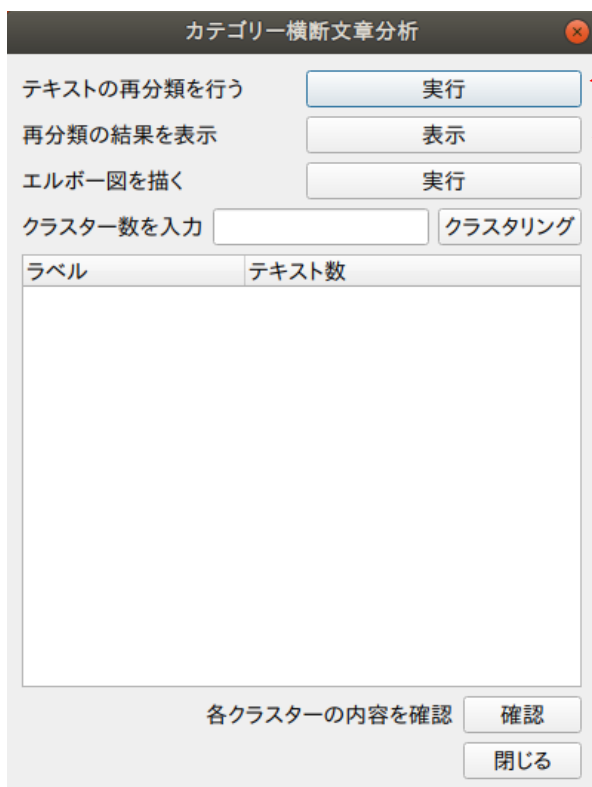 カテゴリー横断文章分析
テキストの再分類を行う 実行
再分類の結果を表示 表示
エルボー図を描く 実行
クラスター数を入力 クラスタリング
ラベル テキスト数
各クラスターの内容を確認 確認
閉じる